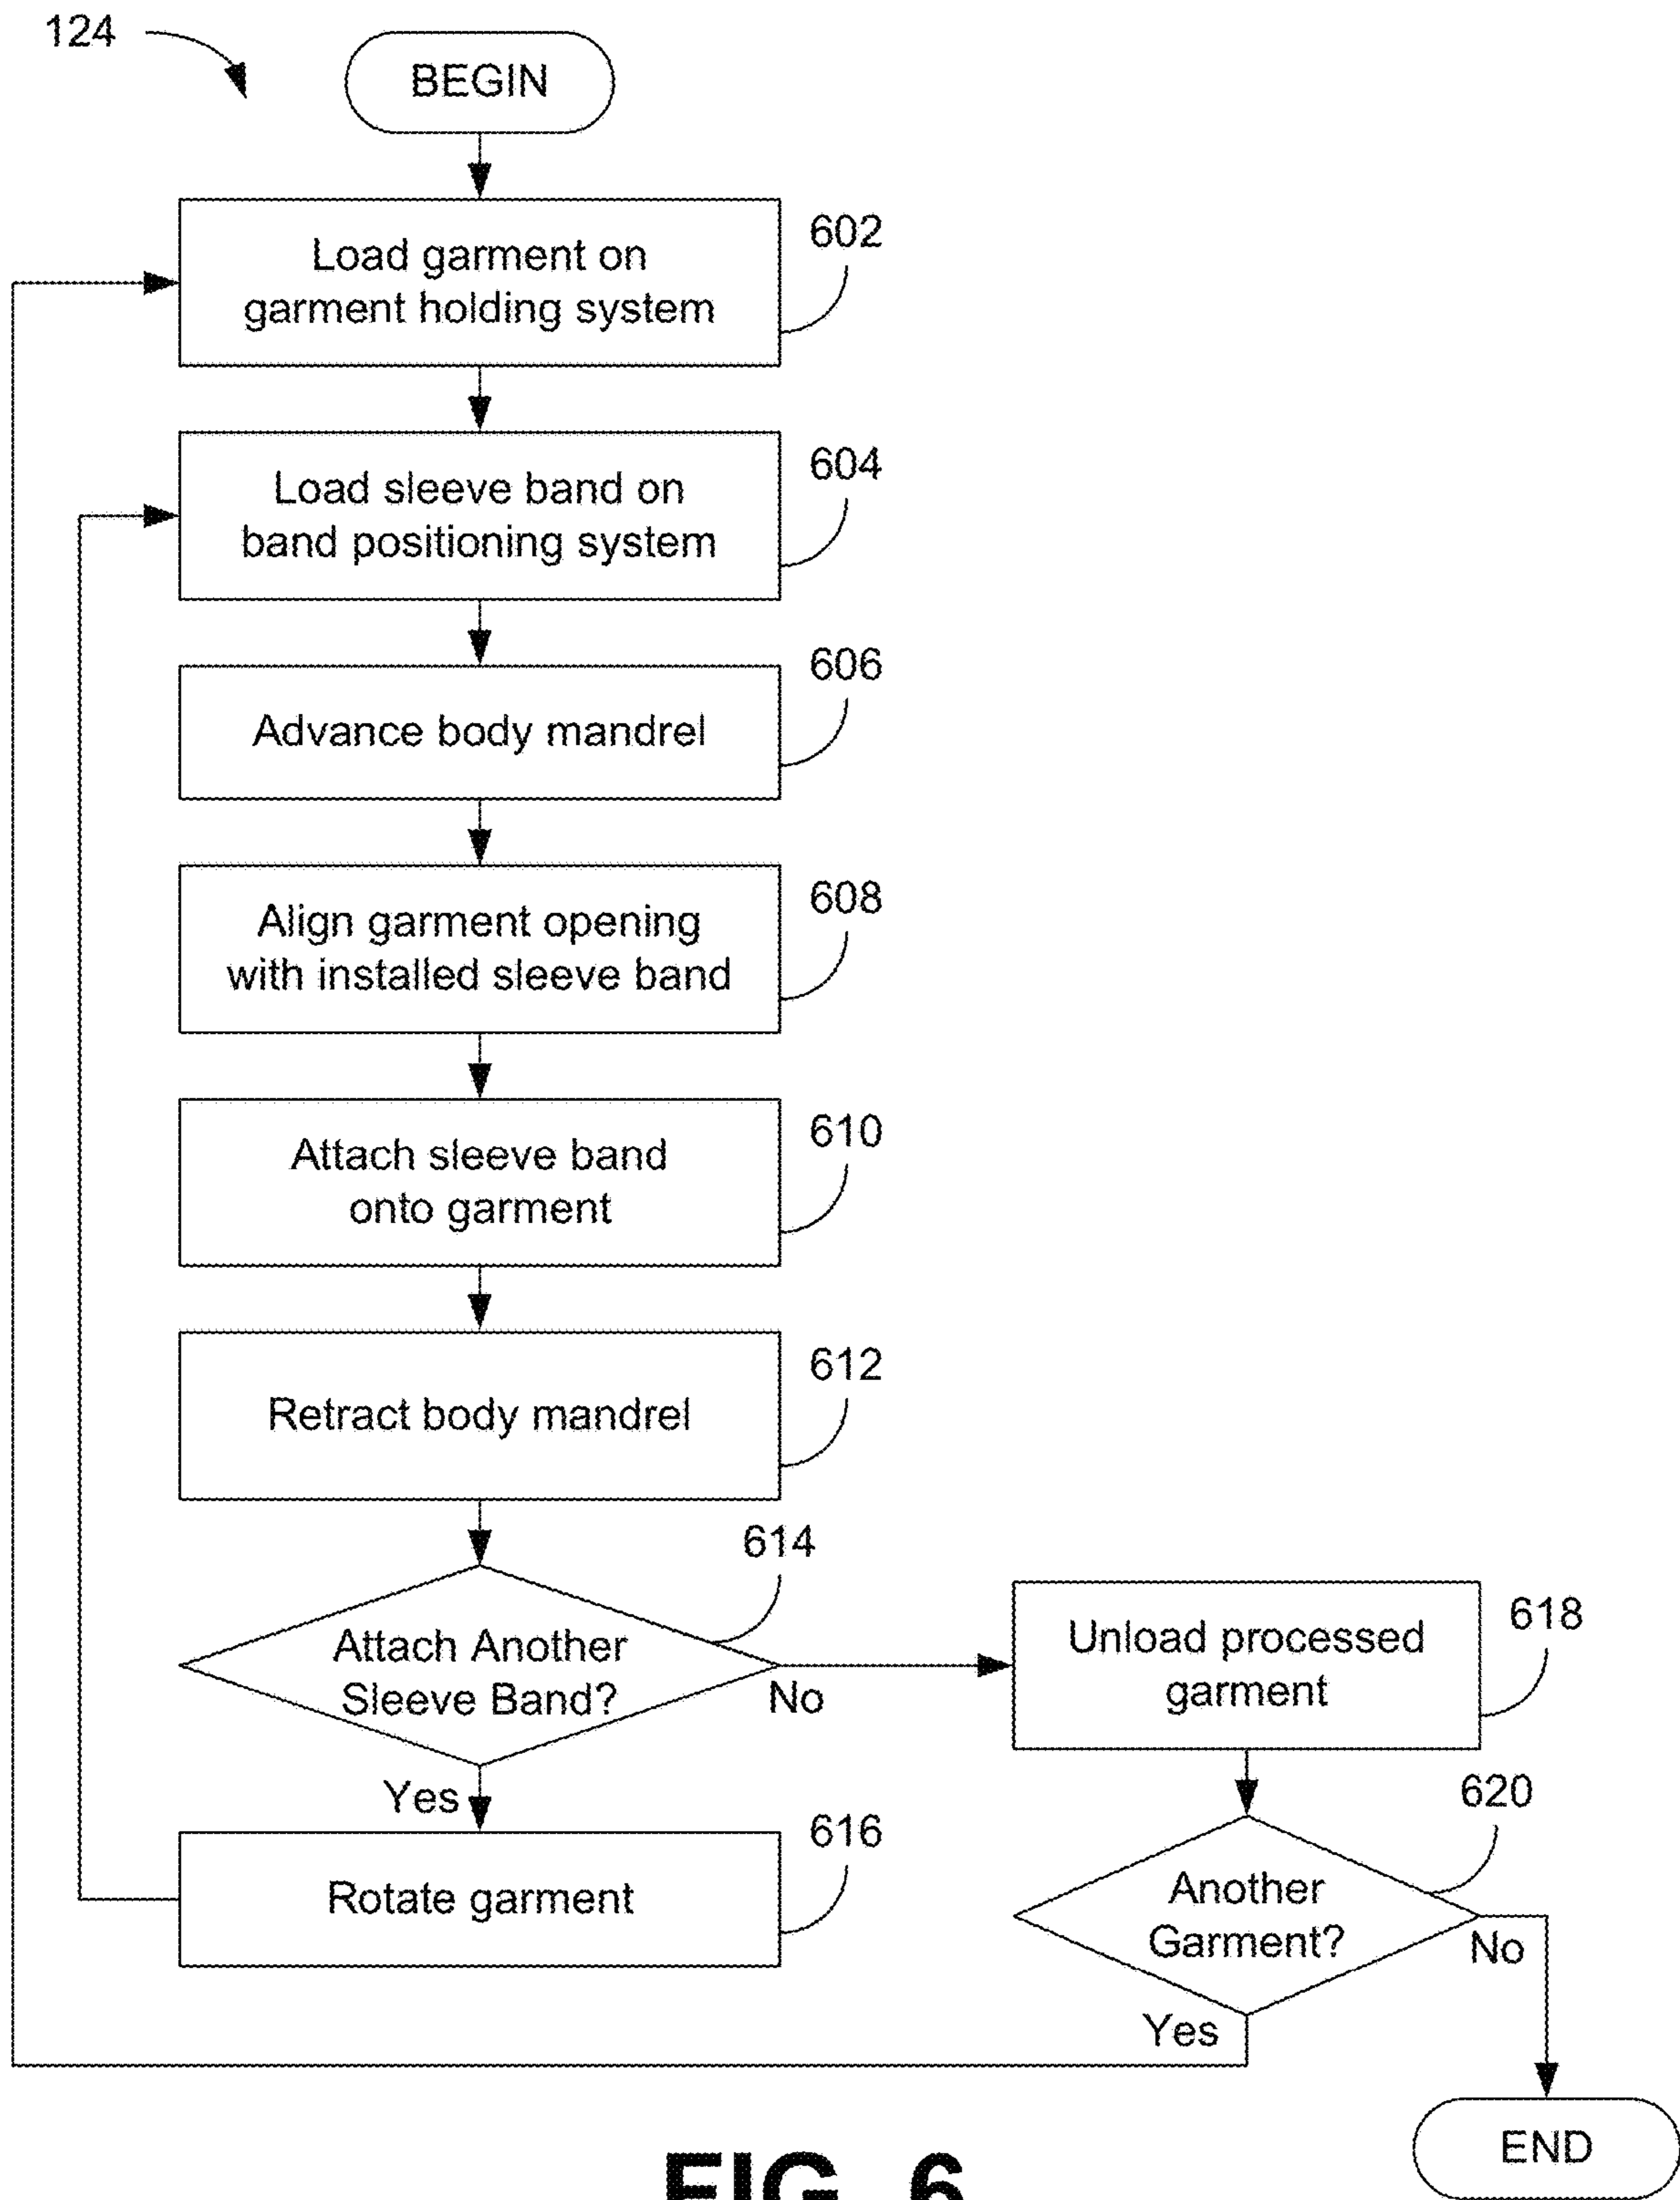 124
BEGIN
Load garment on
garment holding system
602
Load sleeve band on
band positioning system
604
Advance body mandrel
606
Align garment opening
with installed sleeve band
608
Attach sleeve band
onto garment
610
Retract body mandrel
612
Attach Another
Sleeve Band?
614
No
Yes
Rotate garment
616
Unload processed
garment
618
Another
Garment?
620
No
Yes
END
FIG. 6